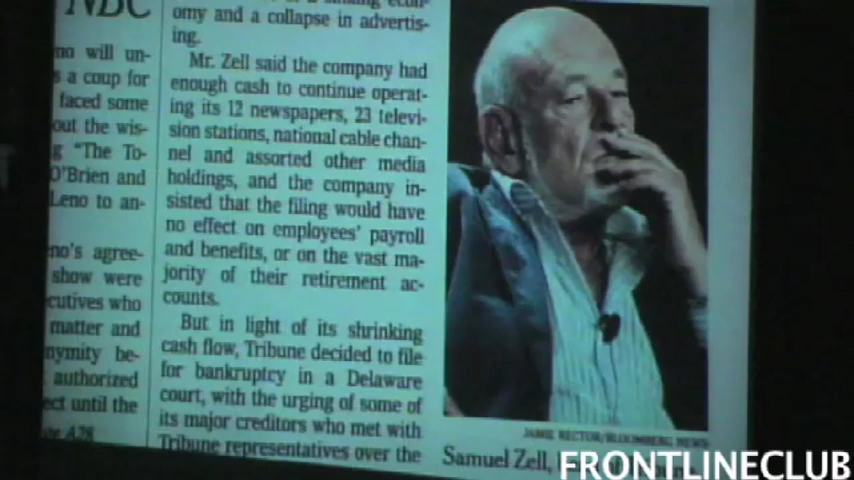 NBC
no will un-
s a coup for
faced some
out the wis-
g "The To-
O'Brien and
Leno to an-
no's agree-
show were
cutives who
matter and
nymity be-
authorized
ect until the
A28
omy and a collapse in advertis-
ing.
Mr. Zell said the company had
enough cash to continue operat-
ing its 12 newspapers, 23 televi-
sion stations, national cable chan-
nel and assorted other media
holdings, and the company in-
sisted that the filing would have
no effect on employees' payroll
and benefits, or on the vast ma-
jority of their retirement ac-
counts.
But in light of its shrinking
cash flow, Tribune decided to file
for bankruptcy in a Delaware
court, with the urging of some of
its major creditors who met with
Tribune representatives over the
JAMIE RECTOR/BLOOMBERG NEWS
Samuel Zell,
FRONTLINECLUB